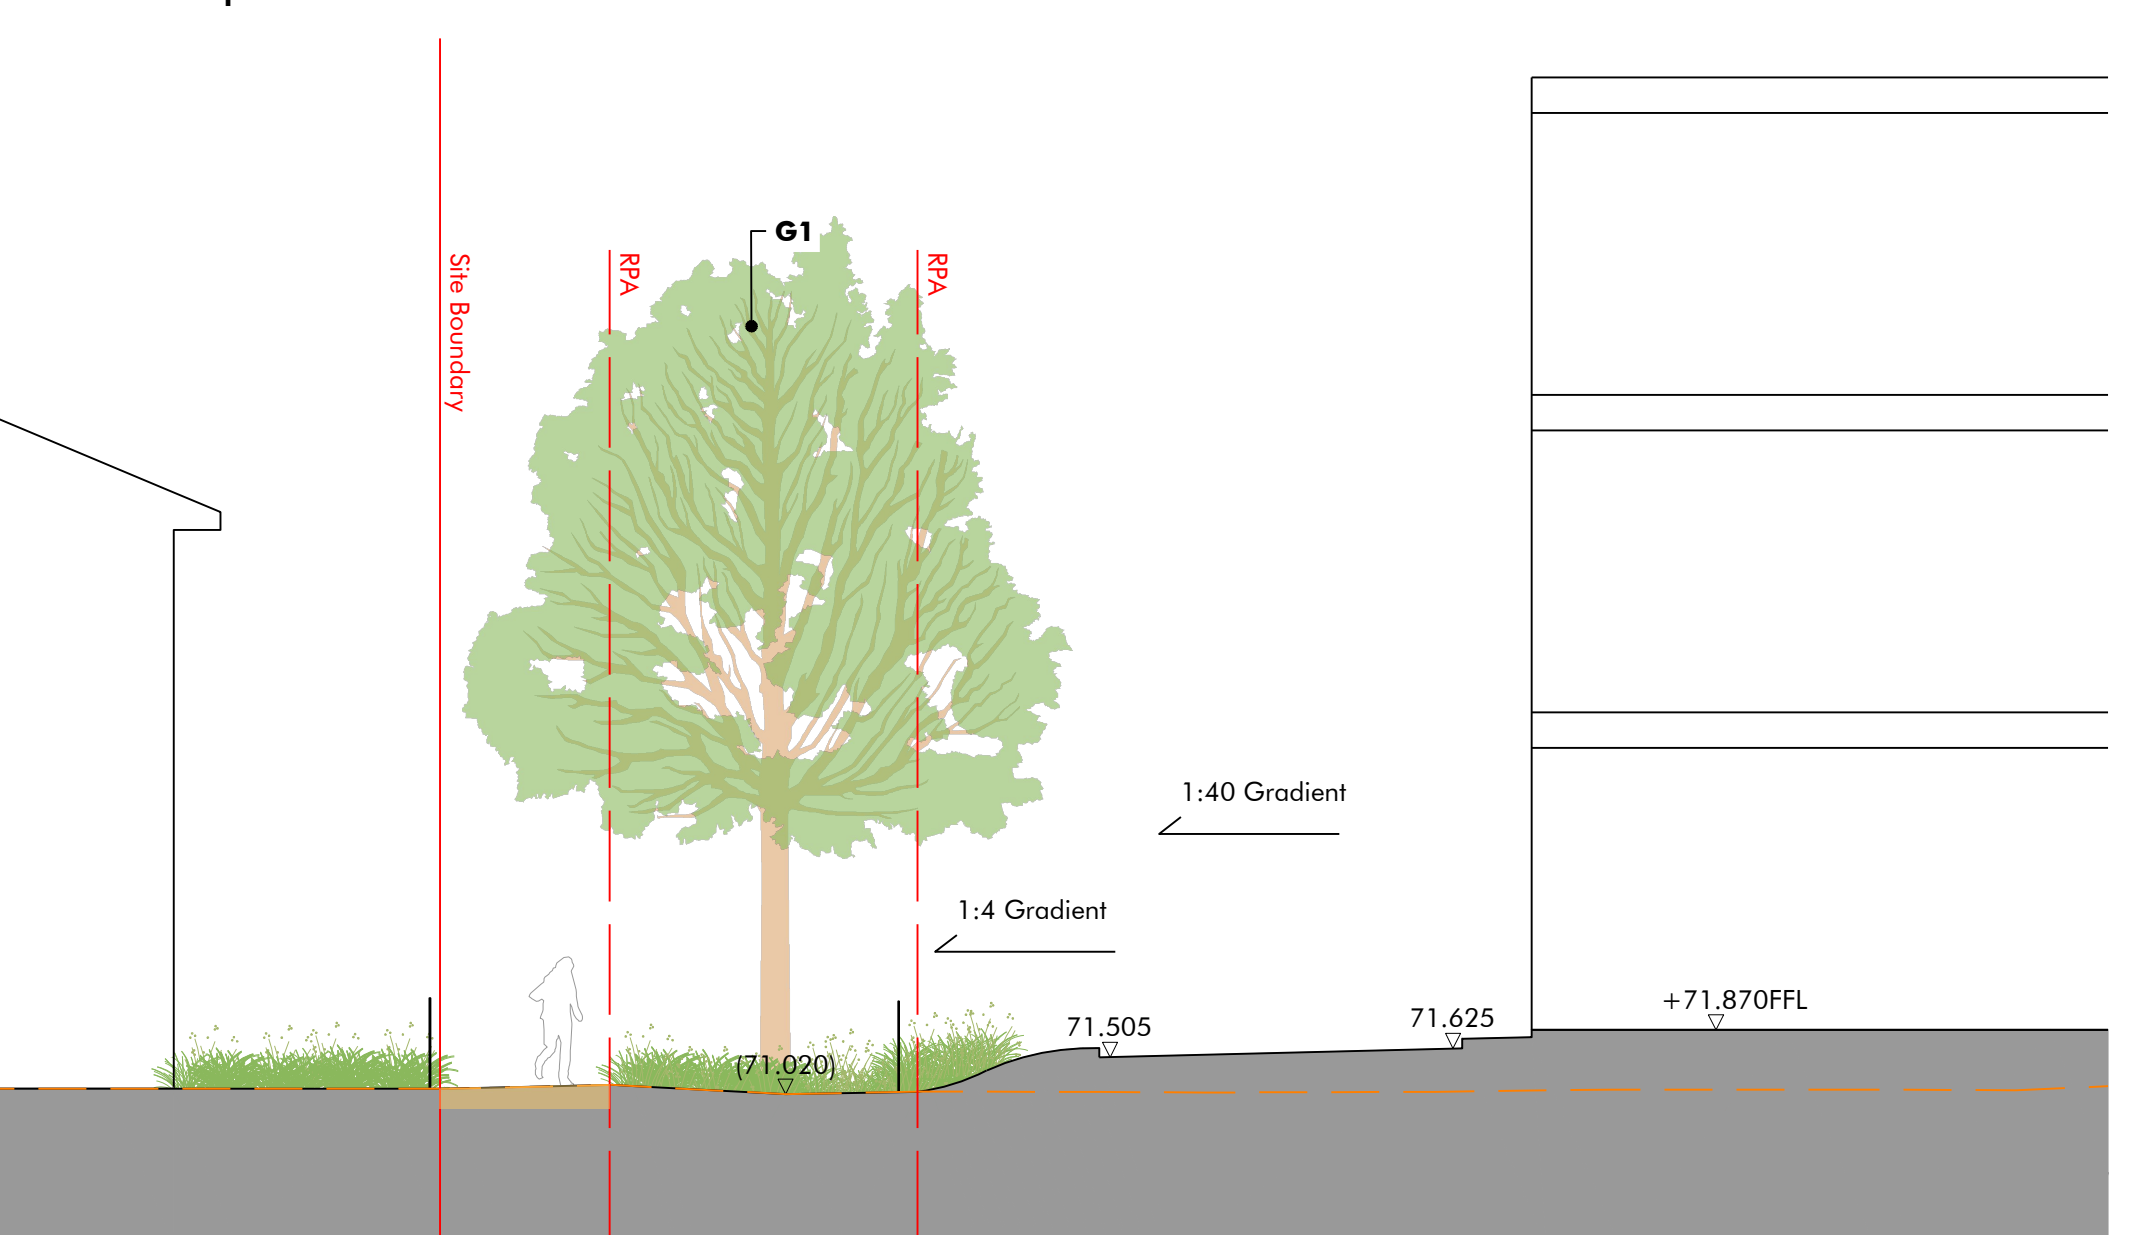 G1
Site Boundary
RPA
RPA
1:40 Gradient
1:4 Gradient
+71.870FFL
71.505
71.625
(71.020)